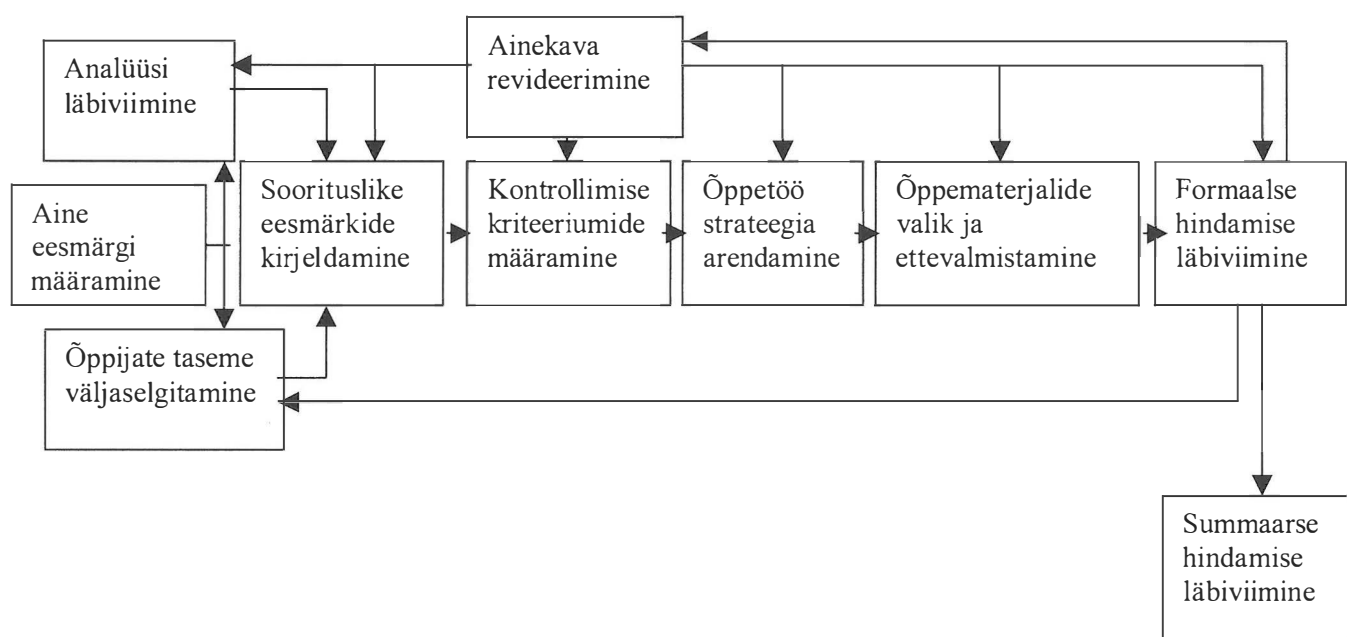 Analüüsi
läbiviimine
Ainekava
revideerimine
Aine
eesmärgi
määramine
Soorituslike
eesmärkide
kirjeldamine
Kontrollimise
kriteeriumide
määramine
Õppetöö
strateegia
arendamine
Õppematerjalide
valik ja
ettevalmistamine
Formaalse
hindamise
läbiviimine
Õppijate taseme
väljaselgitamine
Summaarse
hindamise
läbiviimine